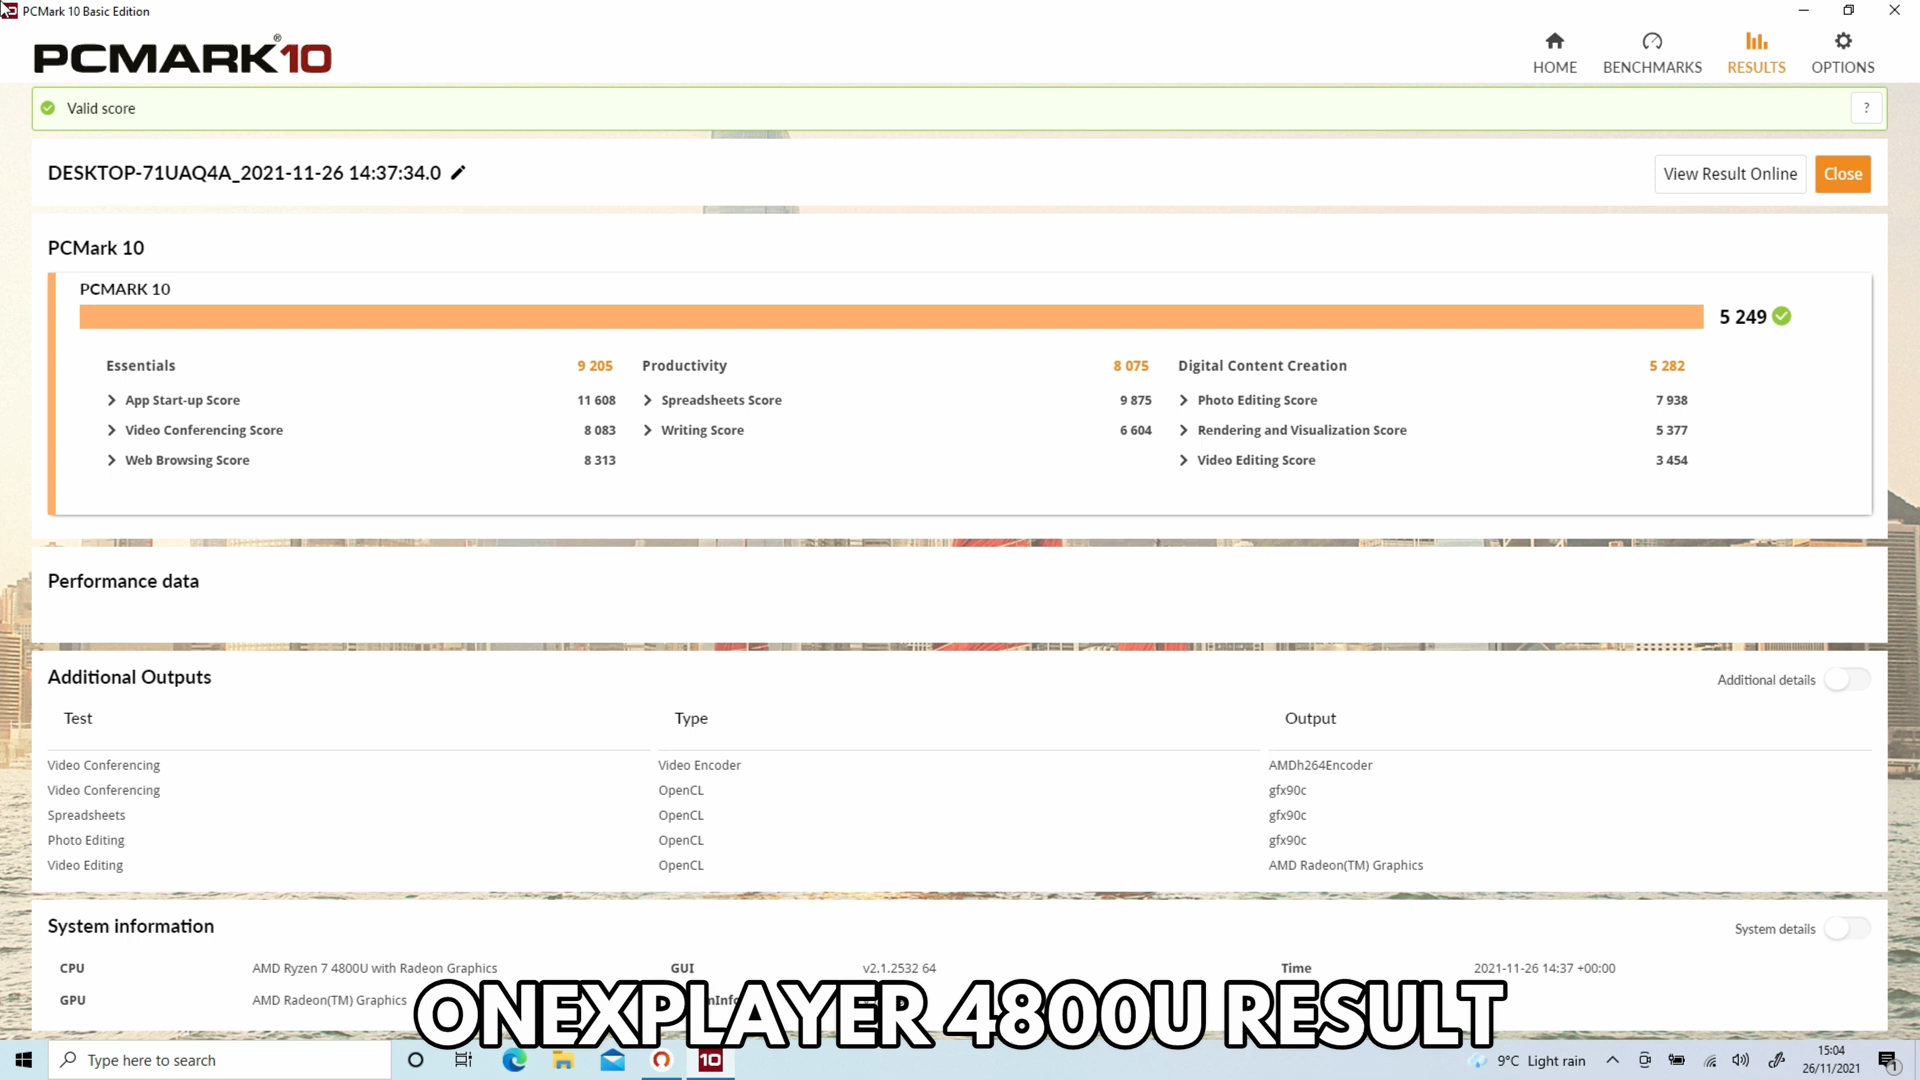 PCMark 10 Basic Edition
PCMARK®10
HOME BENCHMARKS RESULTS OPTIONS
Valid score ?
DESKTOP-71UAQ4A_2021-11-26 14:37:34.0
View Result Online Close
PCMark 10
PCMARK 10
5 249
Essentials 9 205 Productivity 8 075 Digital Content Creation 5 282
App Start-up Score 11 608 Spreadsheets Score 9 875 Photo Editing Score 7 938
Video Conferencing Score 8 083 Writing Score 6 604 Rendering and Visualization Score 5 377
Web Browsing Score 8 313 Video Editing Score 3 454
Performance data
Additional Outputs Additional details
Test Type Output
Video Conferencing Video Encoder AMDh264Encoder
Video Conferencing OpenCL gfx90c
Spreadsheets OpenCL gfx90c
Photo Editing OpenCL gfx90c
Video Editing OpenCL AMD Radeon(TM) Graphics
System information System details
CPU AMD Ryzen 7 4800U with Radeon Graphics GUI v2.1.2532 64 Time 2021-11-26 14:37 +00:00
GPU AMD Radeon(TM) Graphics
ONEXPLAYER 4800U RESULT
Type here to search 10 9°C Light rain 15:04
26/11/2021 1